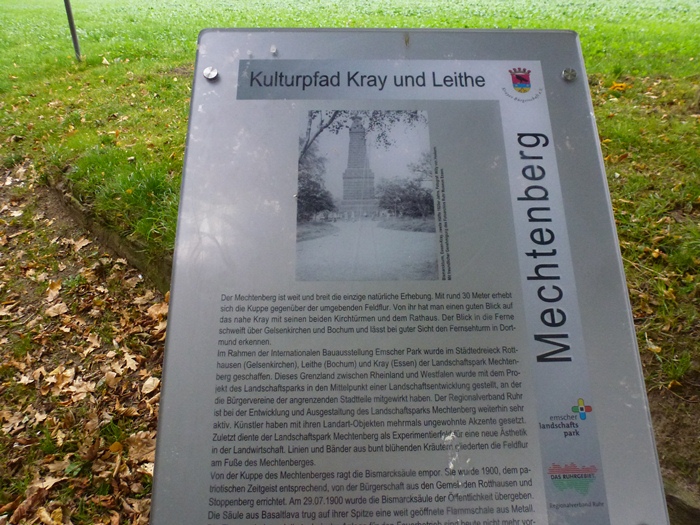 Kulturpfad Kray und Leithe
Mechtenberg
Der Mechtenberg ist weit und breit die einzige natürliche Erhebung. Mit rund 30 Meter erhebt
sich die Kuppe gegenüber der umgebenden Feldflur. Von ihr hat man einen guten Blick auf
das nahe Kray mit seinen beiden Kirchtürmen und dem Rathaus. Der Blick in die Ferne
schweift über Gelsenkirchen und Bochum und lässt bei guter Sicht den Fernsehturm in Dort-
mund erkennen.
Im Rahmen der Internationalen Bauausstellung Emscher Park wurde im Städtedreieck Rott-
hausen (Gelsenkirchen), Leithe (Bochum) und Kray (Essen) der Landschaftspark Mechten-
berg geschaffen. Dieses Grenzland zwischen Rheinland und Westfalen wurde mit dem Pro-
jekt des Landschaftsparks in den Mittelpunkt einer Landschaftsentwicklung gestellt, an der
die Bürgervereine der angrenzenden Stadtteile mitgewirkt haben. Der Regionalverband Ruhr
ist bei der Entwicklung und Ausgestaltung des Landschaftsparks Mechtenberg weiterhin sehr
aktiv. Künstler haben mit ihren Landart-Objekten mehrmals ungewohnte Akzente gesetzt.
Zuletzt diente der Landschaftspark Mechtenberg als Experimentierfeld für eine neue Ästhetik
in der Landwirtschaft. Linien und Bänder aus bunt blühenden Kräutern gliederten die Feldflur
am Fuße des Mechtenberges.
Von der Kuppe des Mechtenberges ragt die Bismarcksäule empor. Sie wurde 1900, dem pa-
triotischen Zeitgeist entsprechend, von der Bürgerschaft aus den Gemeinden Rotthausen und
Stoppenberg errichtet. Am 29.07.1900 wurde die Bismarcksäule der Öffentlichkeit übergeben.
Die Säule aus Basaltlava trug auf ihrer Spitze eine weit geöffnete Flammschale aus Metall.
emscher
landschafts
park
DAS RUHRGEBIET
Regionalverband Ruhr